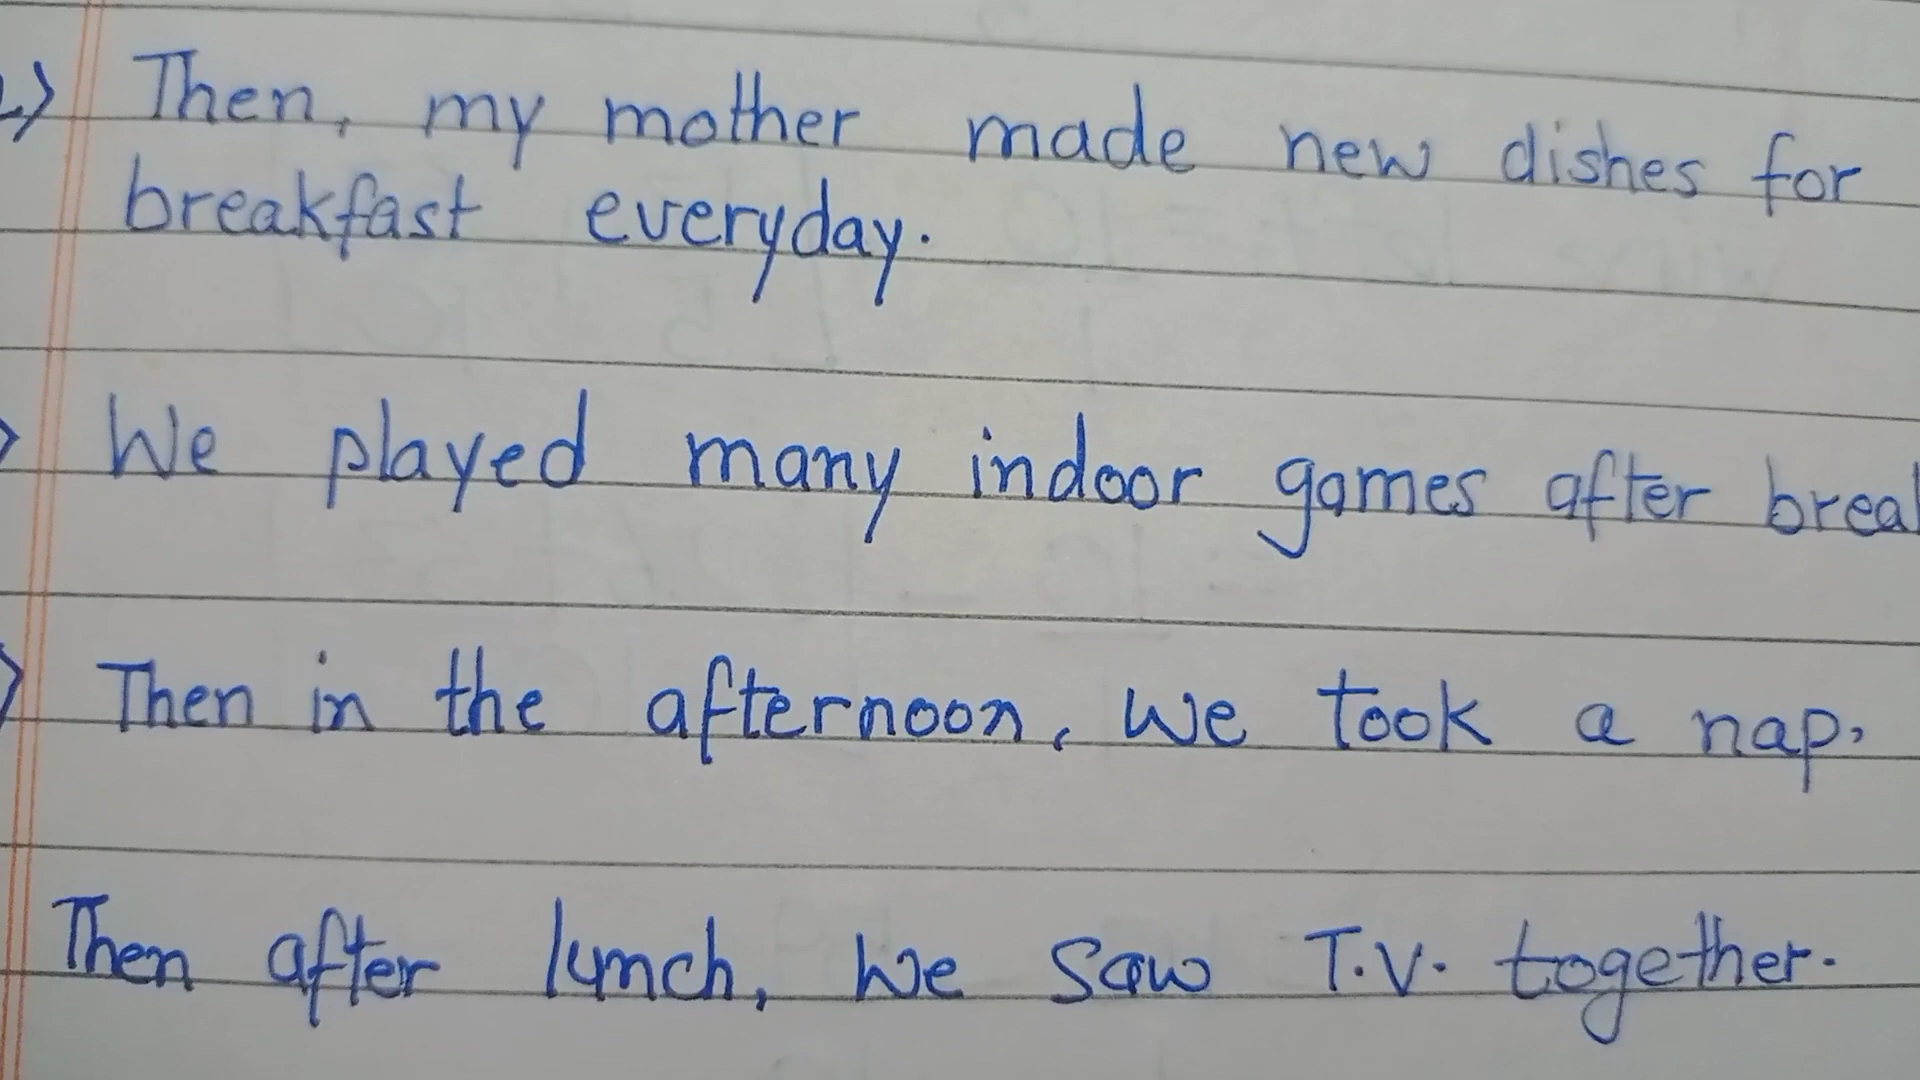 Then, my mother made new dishes for
breakfast everyday.
We played many indoor games after
Then in the afternoon, we took a nap.
Then after lunch, we saw T.V. together.